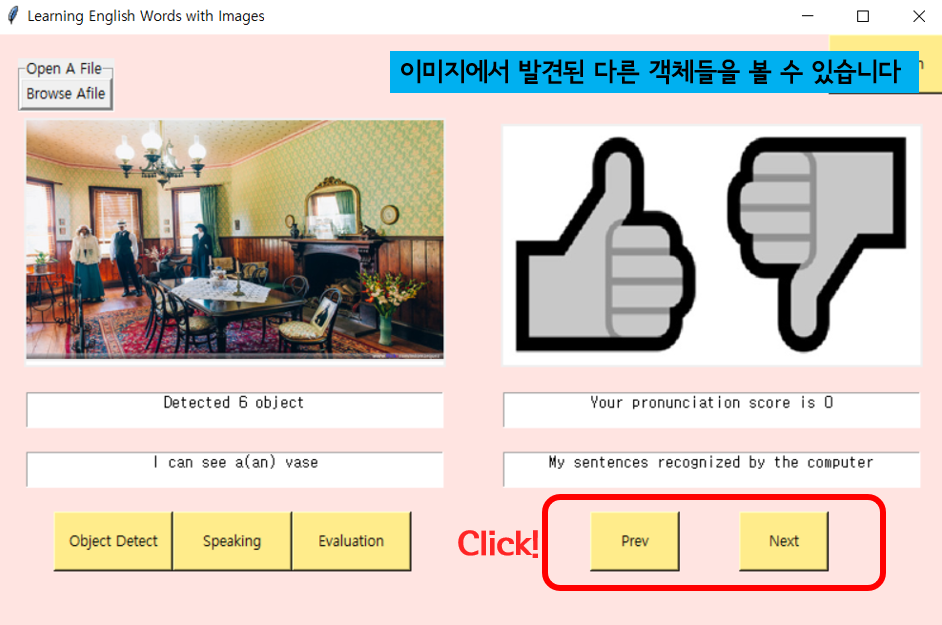 Learning English Words with Images
이미지에서 발견된 다른 객체들을 볼 수 있습니다
Open A File
Browse Afile
Detected 6 object
Your pronunciation score is 0
I can see a(an) vase
My sentences recognized by the computer
Object Detect
Speaking
Evaluation
Click!
Prev
Next